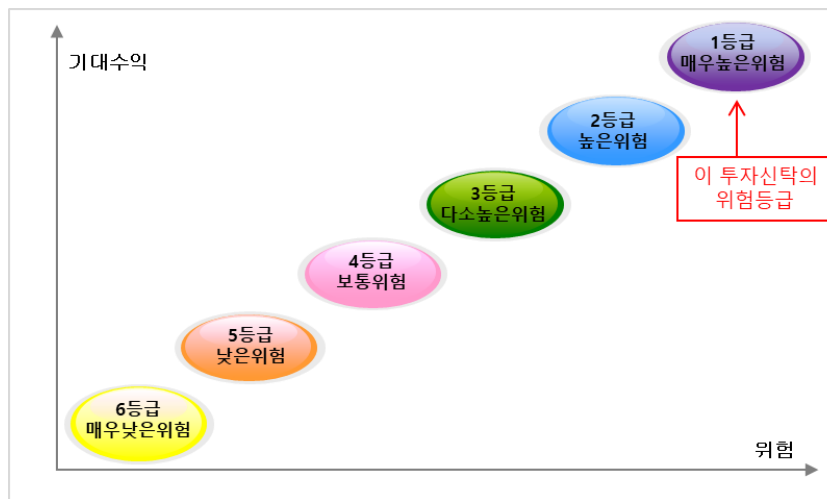 기대수익
1등급
매우높은위험
2등급
높은위험
이 투자신탁의
위험등급
3등급
다소높은위험
4등급
보통위험
5등급
낮은위험
6등급
매우낮은위험
위험